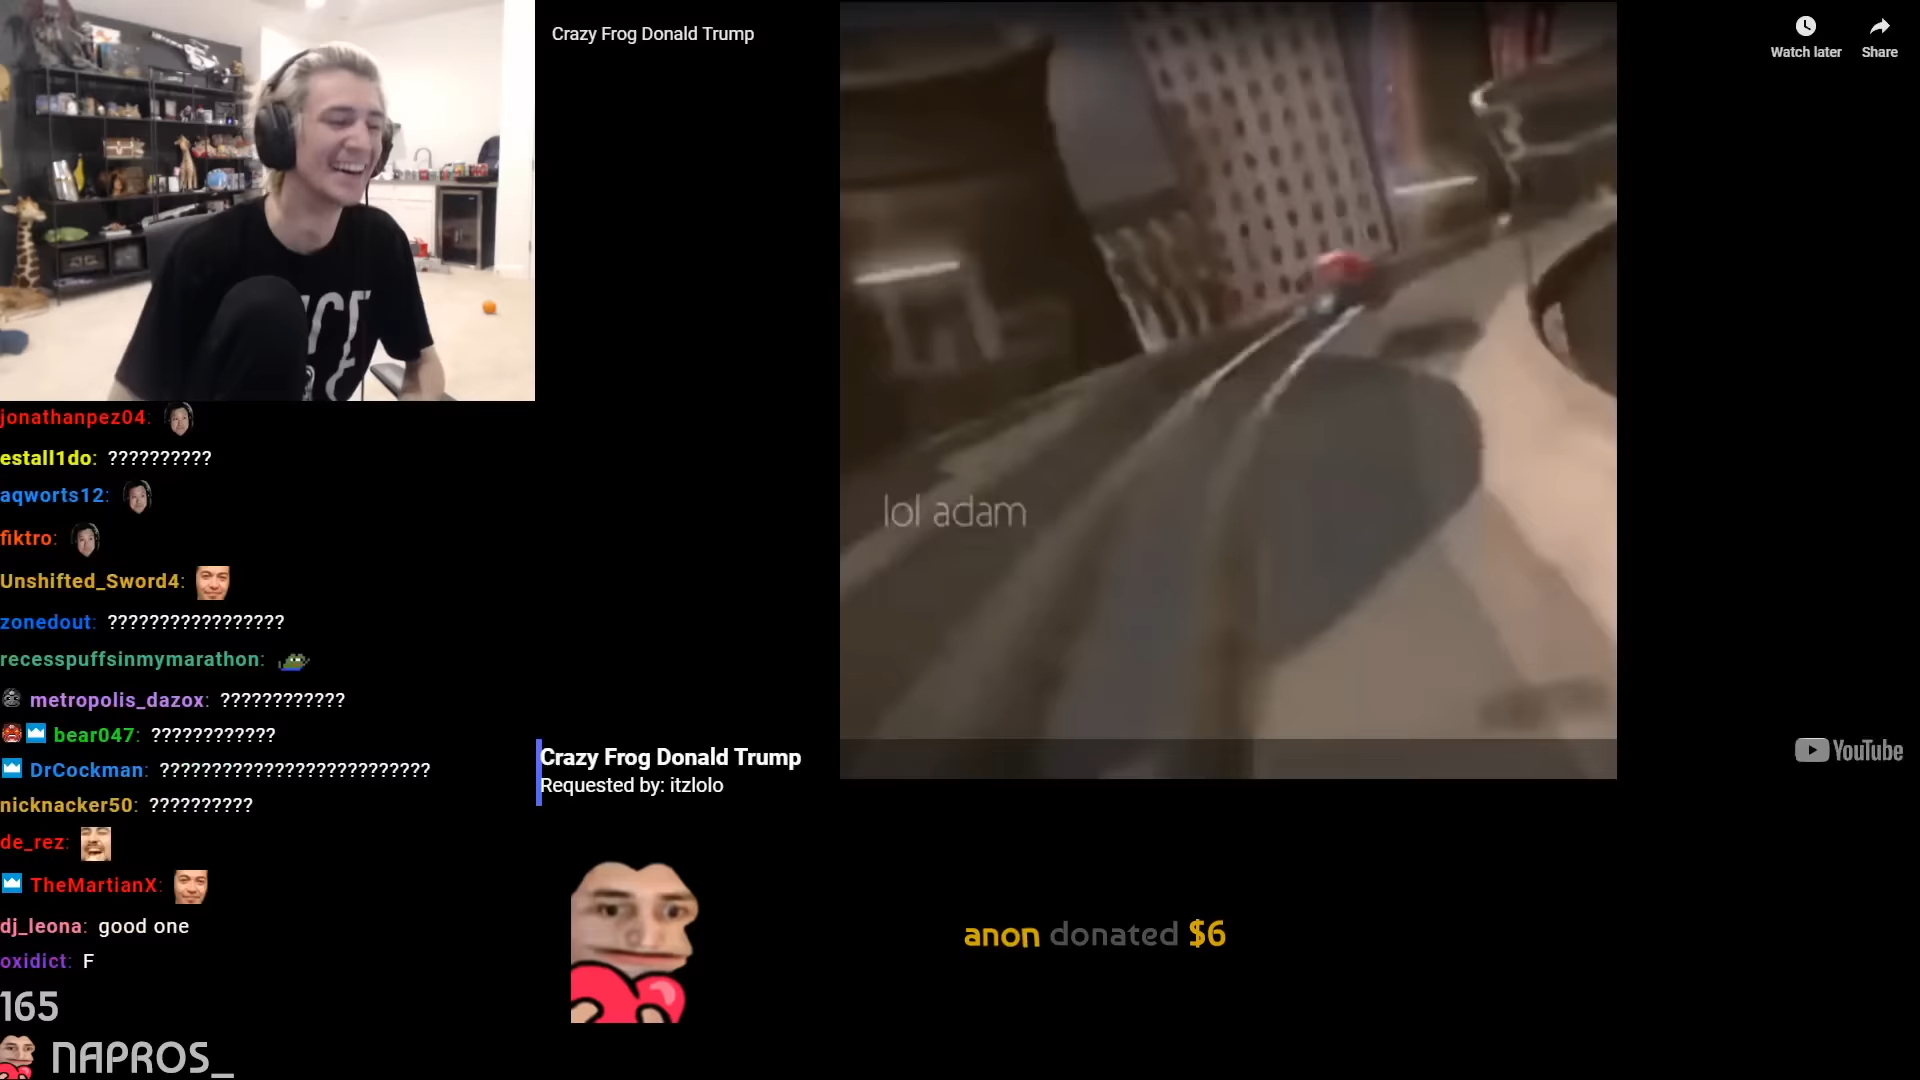 Crazy Frog Donald Trump
Watch later
Share
lol adam
jonathanpez04:
estall1do: ??????????
aqworts12:
fiktro:
Unshifted_Sword4:
zonedout: ?????????????????
recesspuffsinmymarathon:
metropolis_dazox: ????????????
bear047: ????????????
DrCockman: ??????????????????????????
nicknacker50: ??????????
de_rez:
TheMartianX:
dj_leona: good one
oxidict: F
165
NAPROS_
Crazy Frog Donald Trump
Requested by: itzlolo
YouTube
anon donated $6